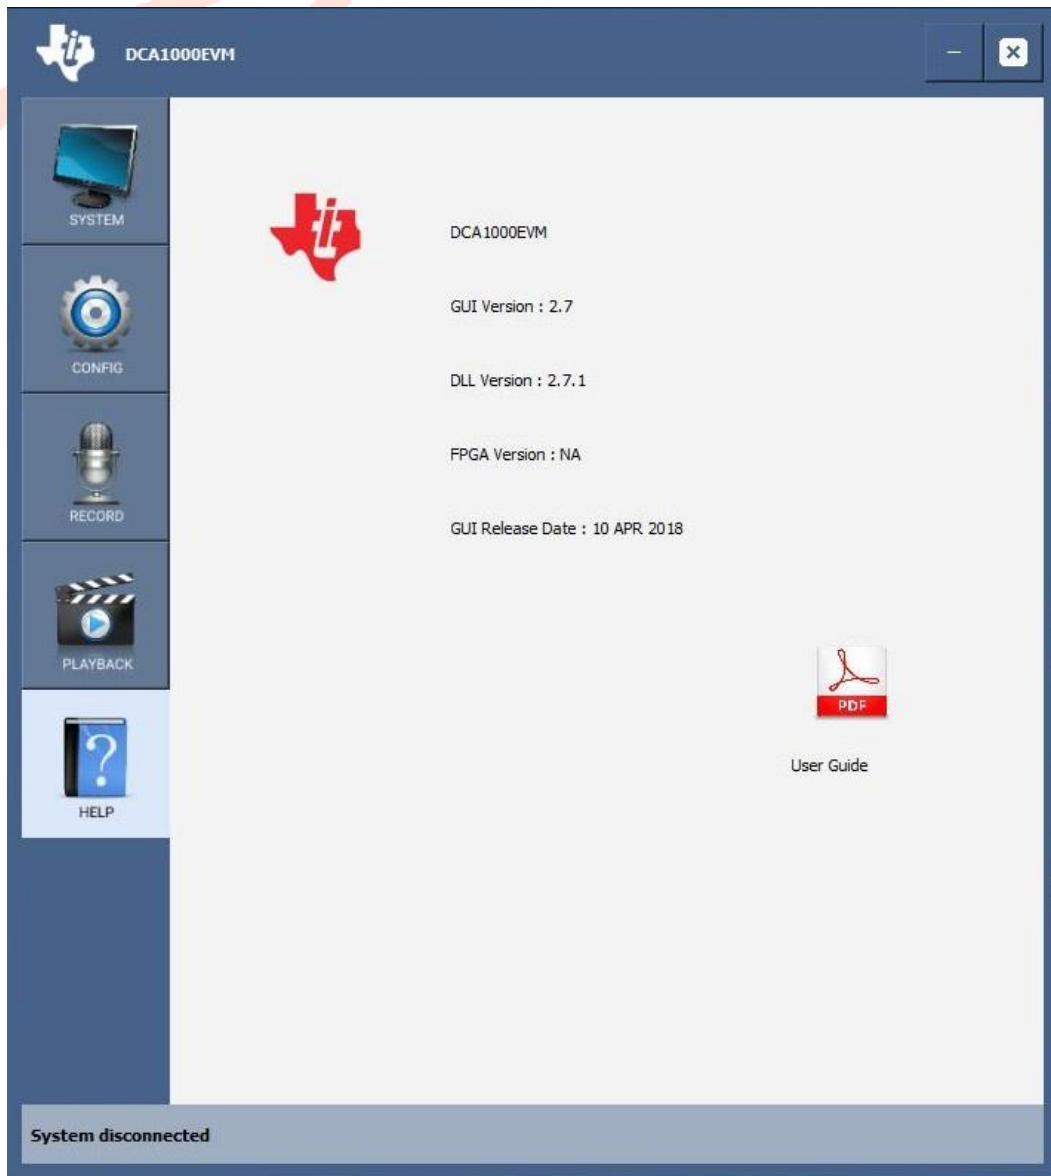 DCA1000EVM
SYSTEM
CONFIG
RECORD
PLAYBACK
HELP
DCA1000EVM
GUI Version : 2.7
DLL Version : 2.7.1
FPGA Version : NA
GUI Release Date : 10 APR 2018
PDF
User Guide
System disconnected